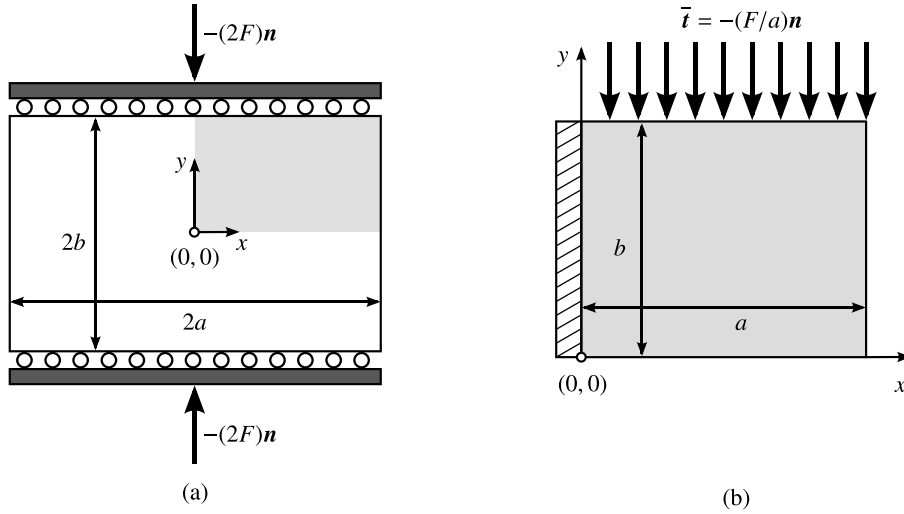 −(2F)n
y
x
(0, 0)
2b
2a
−(2F)n
(a)
t̄ = −(F/a)n
y
b
a
(0, 0)
x
(b)